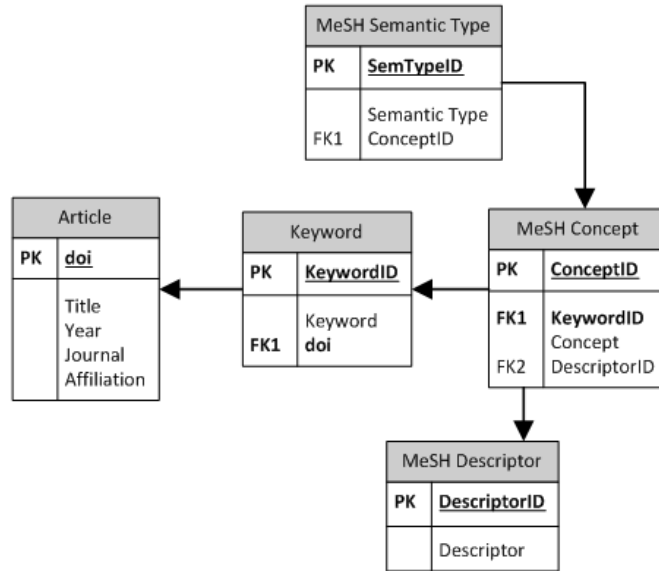 MeSH Semantic Type
PK SemTypeID
Semantic Type
FK1 ConceptID
Article
PK doi
Title
Year
Journal
Affiliation
Keyword
PK KeywordID
Keyword
FK1 doi
MeSH Concept
PK ConceptID
FK1 KeywordID
Concept
FK2 DescriptorID
MeSH Descriptor
PK DescriptorID
Descriptor